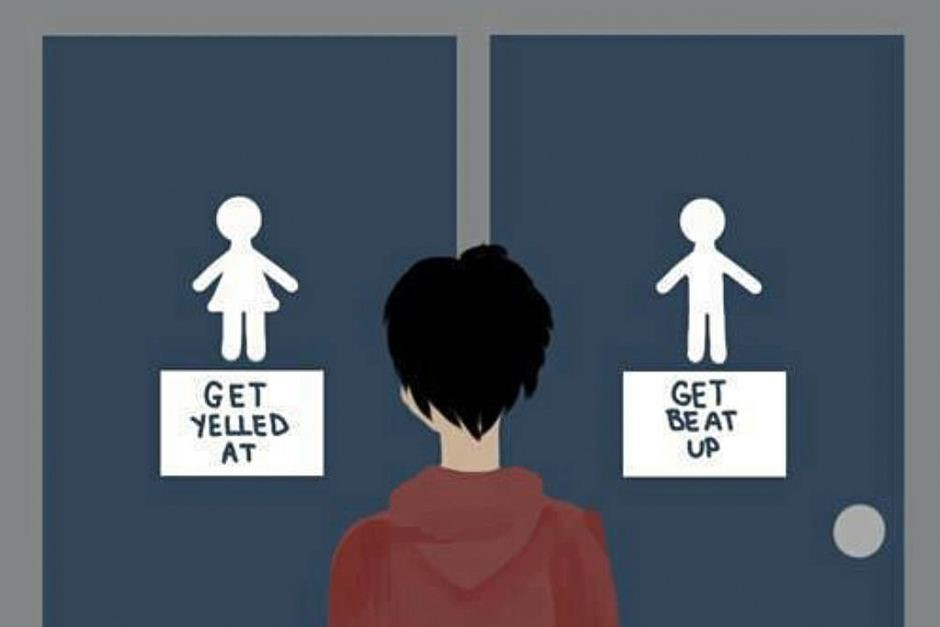 GET
YELLED
AT
GET
BEAT
UP